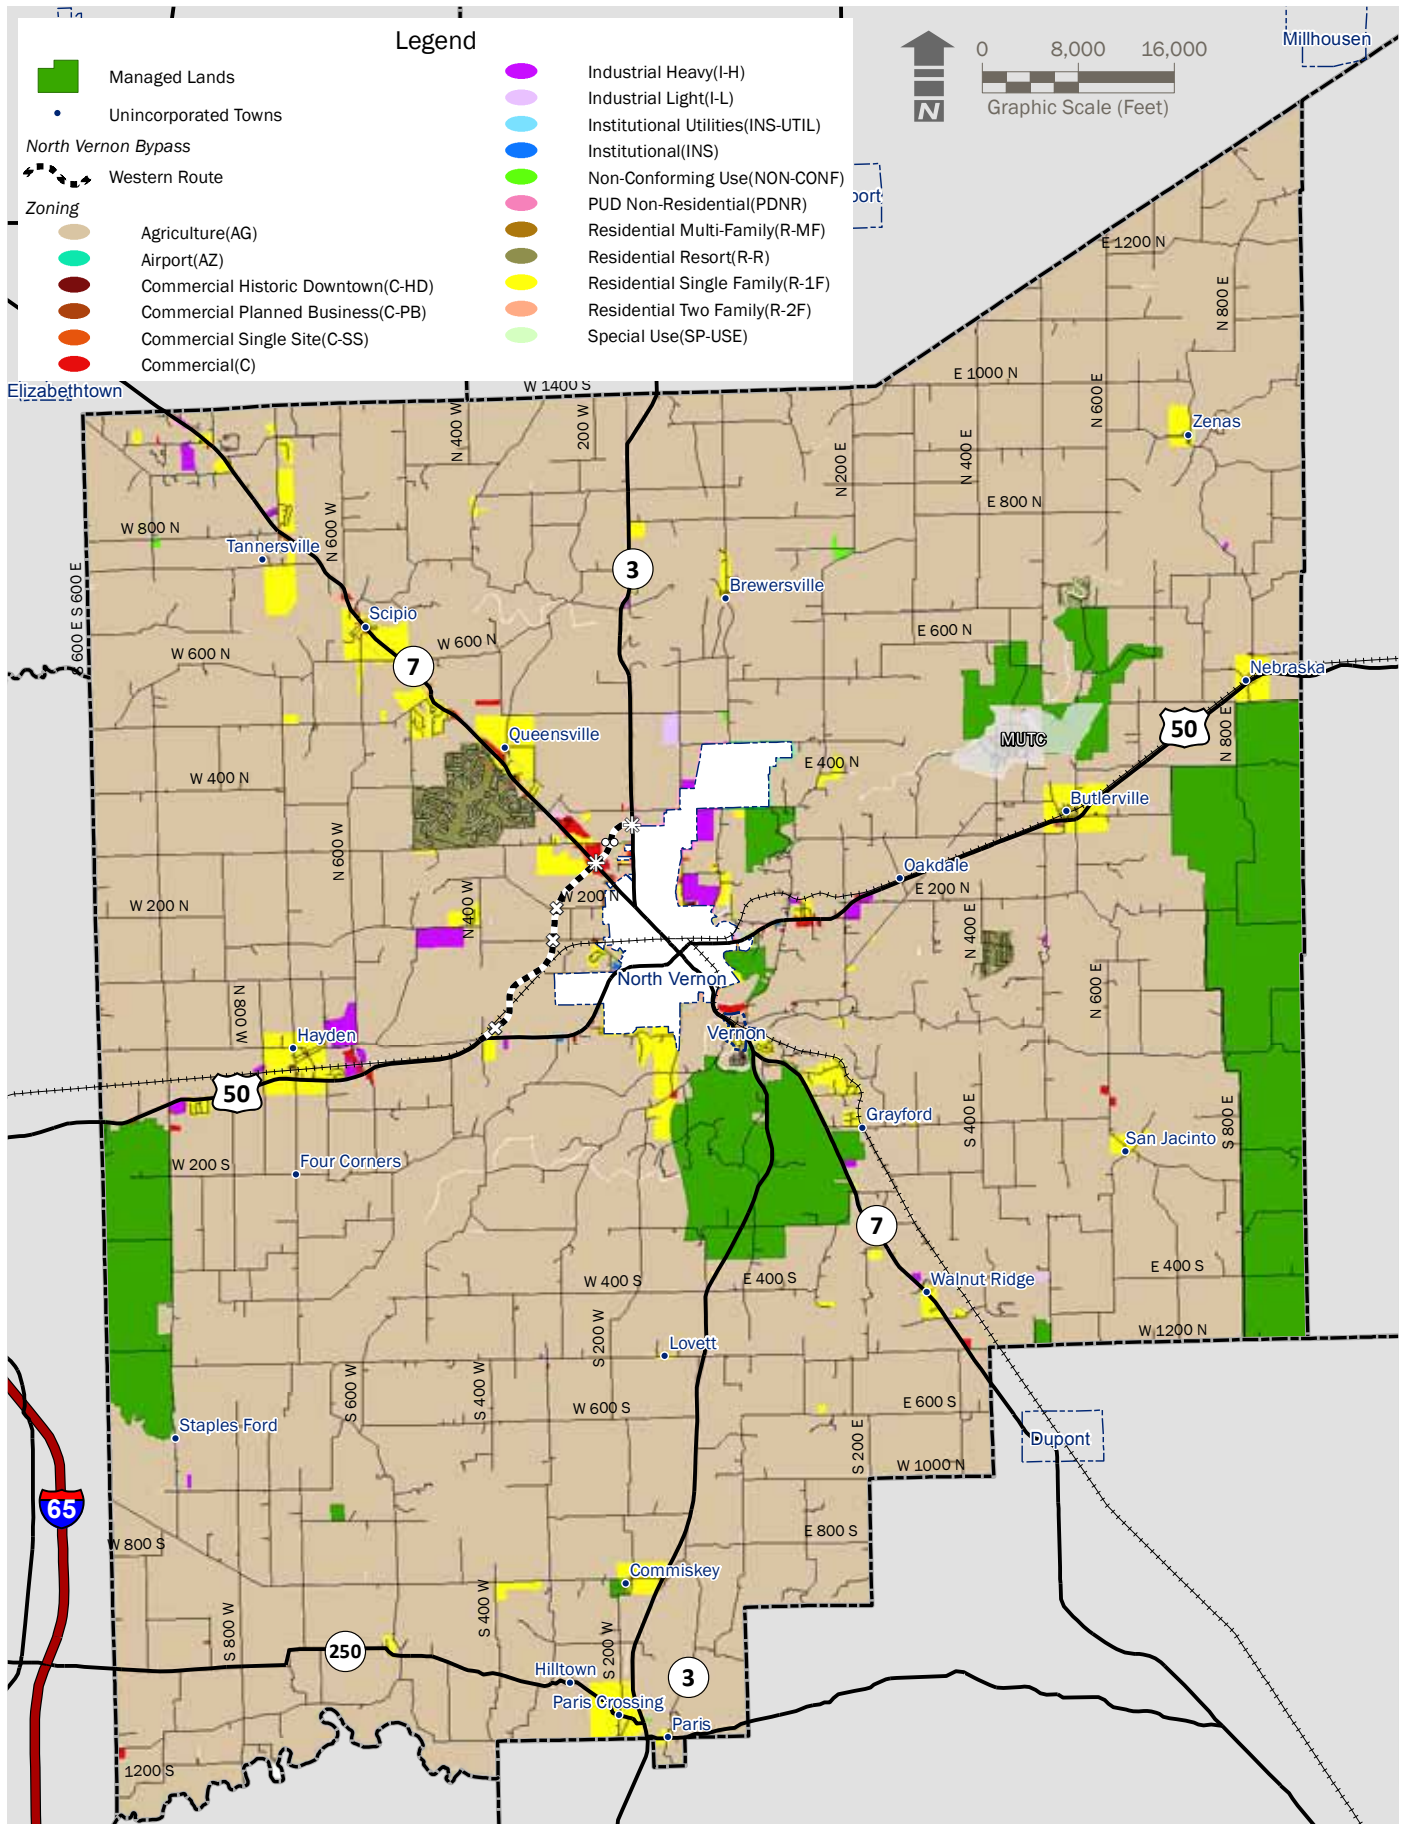 Legend
Managed Lands
Unincorporated Towns
North Vernon Bypass
Western Route
Zoning
Agriculture(AG)
Airport(AZ)
Commercial Historic Downtown(C-HD)
Commercial Planned Business(C-PB)
Commercial Single Site(C-SS)
Commercial(C)
Industrial Heavy(I-H)
Industrial Light(I-L)
Institutional Utilities(INS-UTIL)
Institutional(INS)
Non-Conforming Use(NON-CONF)
PUD Non-Residential(PDNR)
Residential Multi-Family(R-MF)
Residential Resort(R-R)
Residential Single Family(R-1F)
Residential Two Family(R-2F)
Special Use(SP-USE)
N
0 8,000 16,000
Graphic Scale (Feet)
Millhousen
port
E 1200 N
N 800 E
Elizabethtown
W 1400 S
E 1000 N
N 600 E
N 400 W
200 W
Zenas
N 200 E
N 400 E
E 800 N
W 800 N
N 600 W
Tannersville
3
Brewersville
S 600 E S 600 E
Scipio
E 600 N
W 600 N
W 600 N
7
Nebraska
50
N 800 E
Queensville
MUTC
W 400 N
E 400 N
Butlerville
N 600 W
Oakdale
E 200 N
W 200 N
W 200 N
N 400 W
N 400 E
North Vernon
N 600 E
N 800 W
Hayden
Vernon
50
Grayford
S 400 E
S 800 E
San Jacinto
W 200 S
Four Corners
7
W 400 S
E 400 S
E 400 S
Walnut Ridge
S 200 W
W 1200 N
Lovett
S 600 W
S 400 W
W 600 S
E 600 S
Staples Ford
S 200 E
Dupont
W 1000 N
65
W 800 S
E 800 S
Commiskey
S 400 W
S 800 W
S 200 W
250
Hilltown
3
Paris Crossing
Paris
1200 S